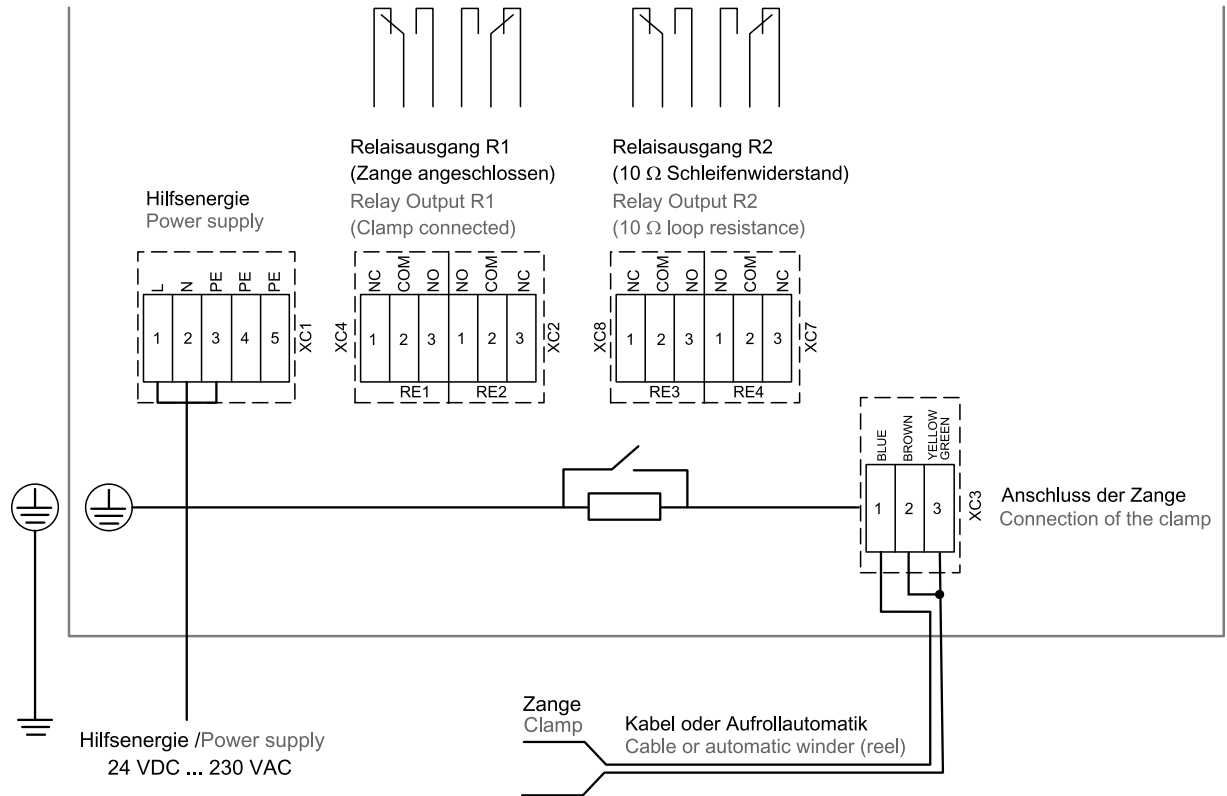 Relaisausgang R1
(Zange angeschlossen)
Relay Output R1
(Clamp connected)
Relaisausgang R2
(10 Ω Schleifenwiderstand)
Relay Output R2
(10 Ω loop resistance)
Hilfsenergie
Power supply
L N PE PE PE
1 2 3 4 5
XC1
XC4
NC COM NO NO COM NC
1 2 3 1 2 3
RE1 RE2
XC2
XC8
NC COM NO NO COM NC
1 2 3 1 2 3
RE3 RE4
XC7
BLUE
BROWN
YELLOW
GREEN
1 2 3
XC3
Anschluss der Zange
Connection of the clamp
Zange
Clamp
Kabel oder Aufrollautomatik
Cable or automatic winder (reel)
Hilfsenergie /Power supply
24 VDC ... 230 VAC